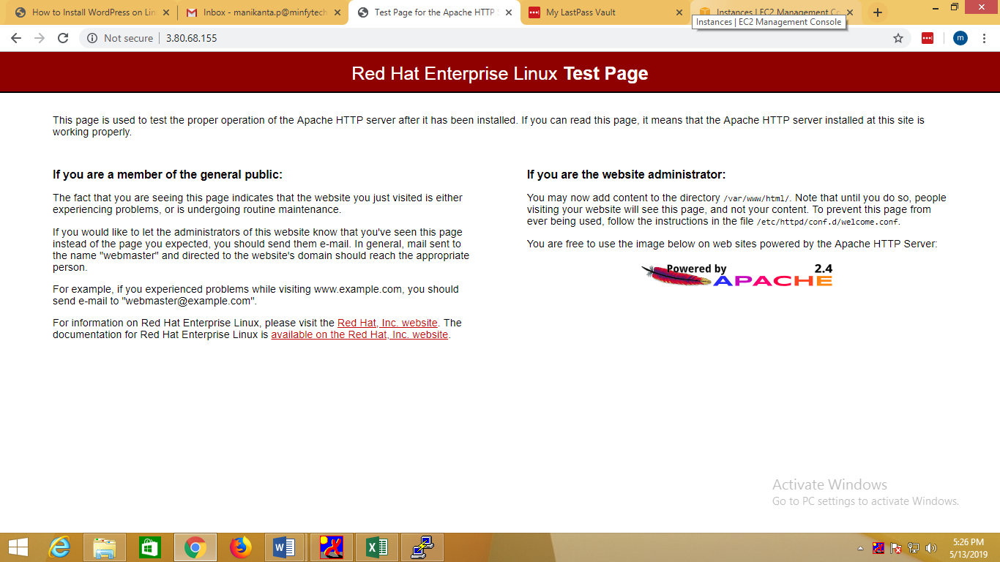 How to Install WordPress on Lin
Inbox - manikanta.p@minfytech
Test Page for the Apache HTTP S
My LastPass Vault
Instances | EC2 Management Co
Instances | EC2 Management Console
Not secure
3.80.68.155
m
Red Hat Enterprise Linux Test Page
This page is used to test the proper operation of the Apache HTTP server after it has been installed. If you can read this page, it means that the Apache HTTP server installed at this site is
working properly.
If you are a member of the general public:
The fact that you are seeing this page indicates that the website you just visited is either
experiencing problems, or is undergoing routine maintenance.
If you would like to let the administrators of this website know that you've seen this page
instead of the page you expected, you should send them e-mail. In general, mail sent to
the name "webmaster" and directed to the website's domain should reach the appropriate
person.
For example, if you experienced problems while visiting www.example.com, you should
send e-mail to "webmaster@example.com".
For information on Red Hat Enterprise Linux, please visit the Red Hat, Inc. website. The
documentation for Red Hat Enterprise Linux is available on the Red Hat, Inc. website.
If you are the website administrator:
You may now add content to the directory /var/www/html/. Note that until you do so, people
visiting your website will see this page, and not your content. To prevent this page from
ever being used, follow the instructions in the file /etc/httpd/conf.d/welcome.conf.
You are free to use the image below on web sites powered by the Apache HTTP Server:
Powered by
2.4
APACHE
Activate Windows
Go to PC settings to activate Windows.
5:26 PM
5/13/2019